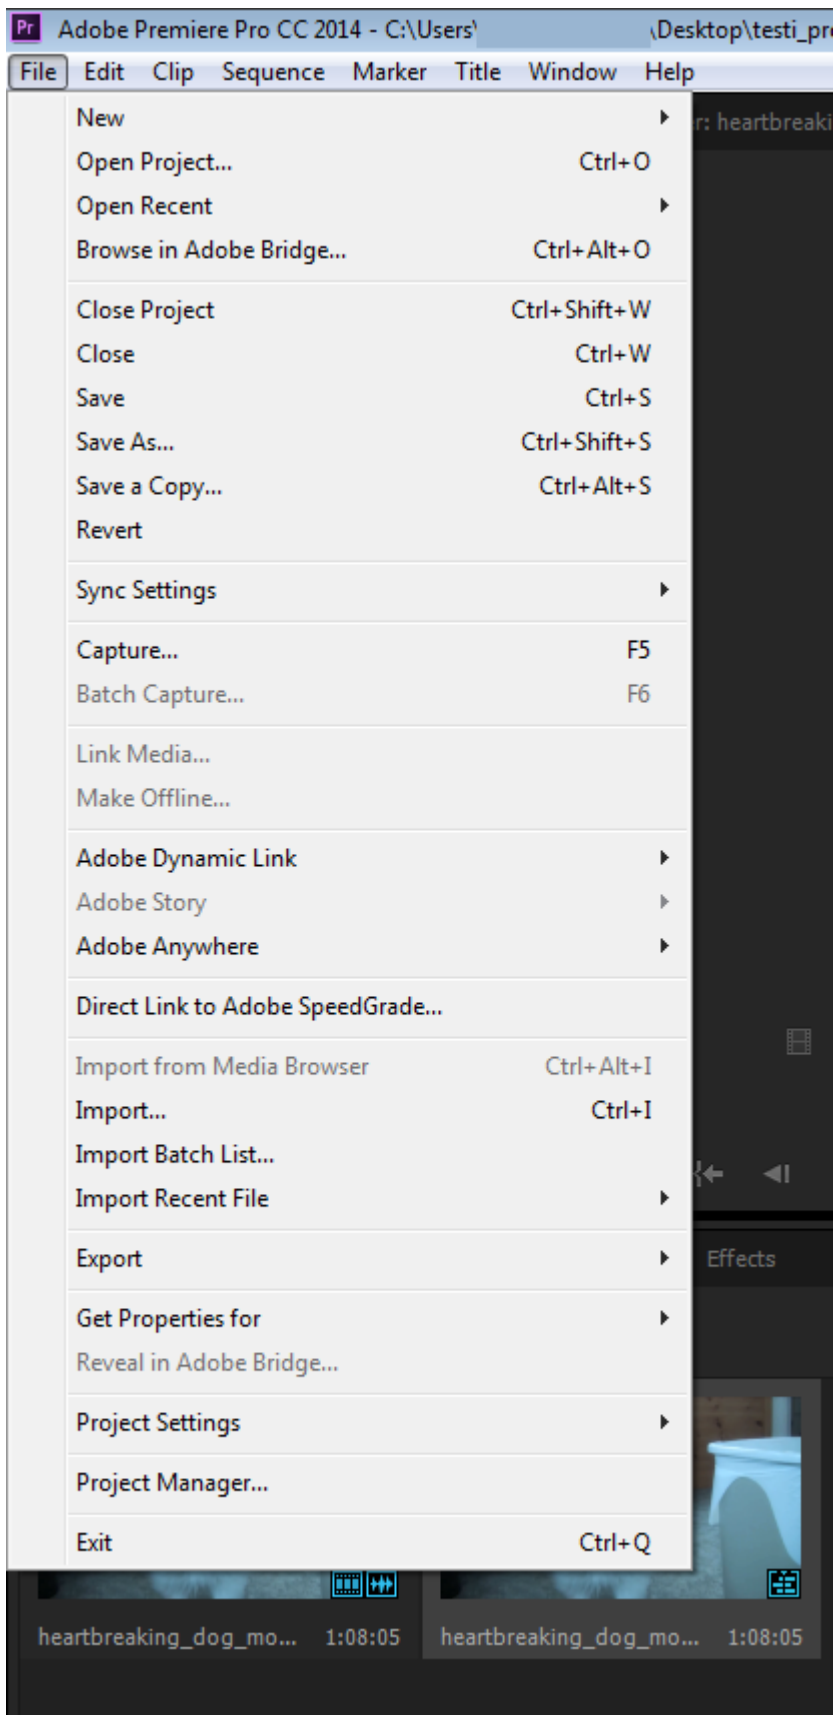 Pr Adobe Premiere Pro CC 2014 - C:\Users\ \Desktop\testi_pr
File Edit Clip Sequence Marker Title Window Help
r: heartbreaki
New
Open Project... Ctrl+O
Open Recent
Browse in Adobe Bridge... Ctrl+Alt+O
Close Project Ctrl+Shift+W
Close Ctrl+W
Save Ctrl+S
Save As... Ctrl+Shift+S
Save a Copy... Ctrl+Alt+S
Revert
Sync Settings
Capture... F5
Batch Capture... F6
Link Media...
Make Offline...
Adobe Dynamic Link
Adobe Story
Adobe Anywhere
Direct Link to Adobe SpeedGrade...
Import from Media Browser Ctrl+Alt+I
Import... Ctrl+I
Import Batch List...
Import Recent File
Export
Effects
Get Properties for
Reveal in Adobe Bridge...
Project Settings
Project Manager...
Exit Ctrl+Q
heartbreaking_dog_mo... 1:08:05 heartbreaking_dog_mo... 1:08:05